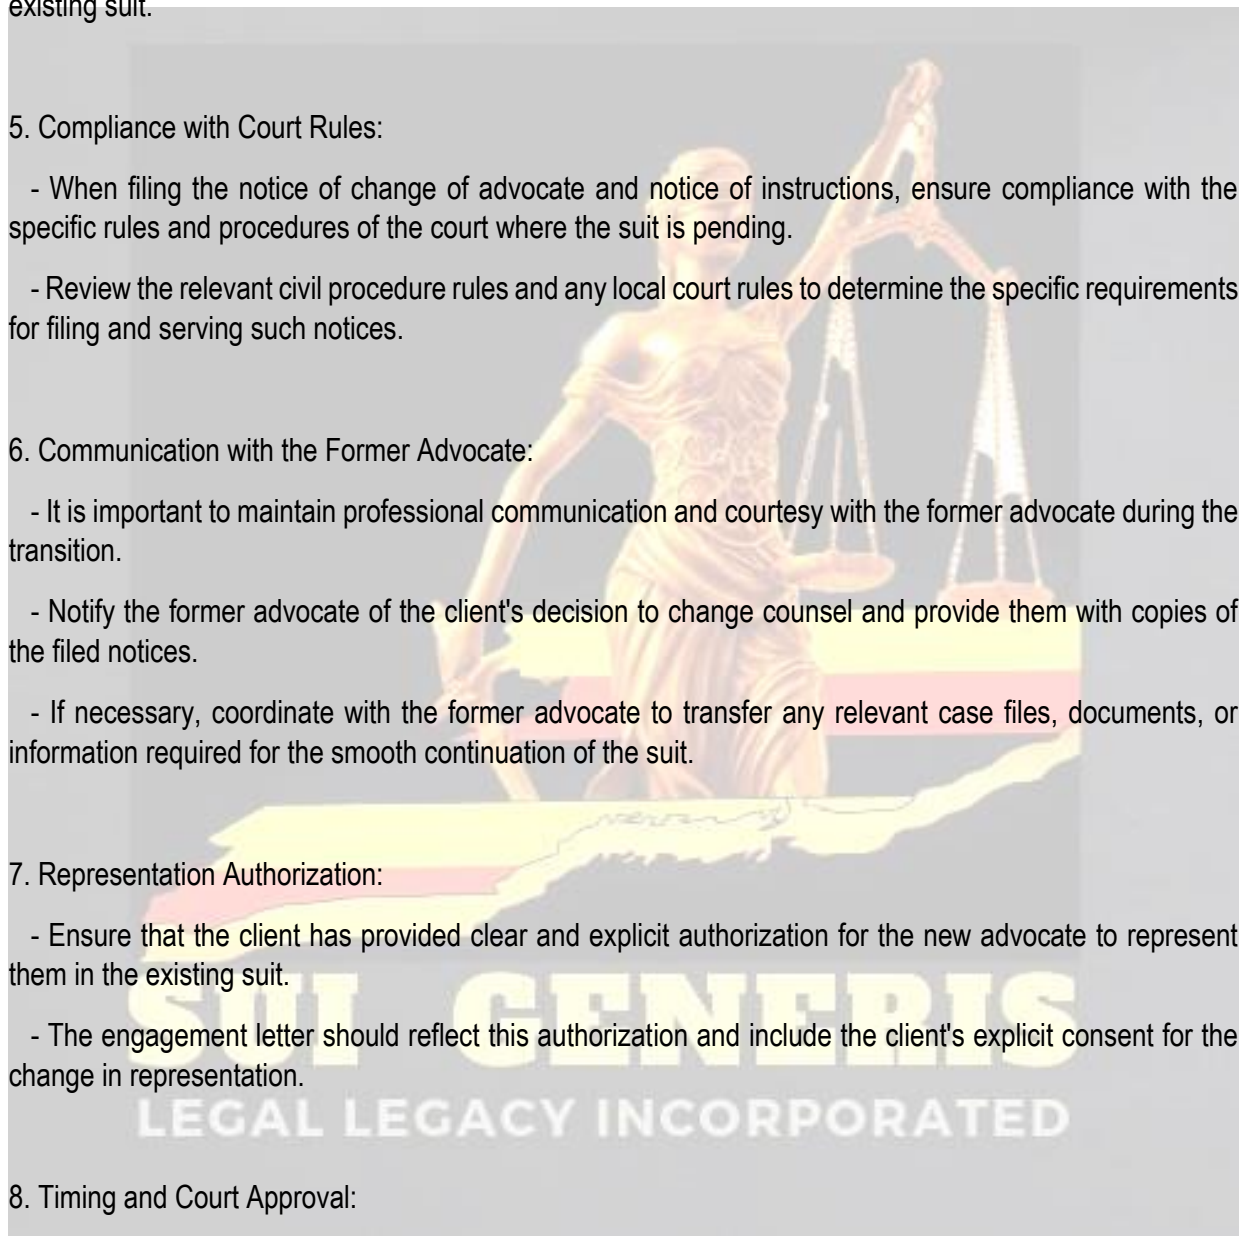 existing suit.
5. Compliance with Court Rules:
- When filing the notice of change of advocate and notice of instructions, ensure compliance with the
specific rules and procedures of the court where the suit is pending.
- Review the relevant civil procedure rules and any local court rules to determine the specific requirements
for filing and serving such notices.
6. Communication with the Former Advocate:
- It is important to maintain professional communication and courtesy with the former advocate during the
transition.
- Notify the former advocate of the client's decision to change counsel and provide them with copies of
the filed notices.
- If necessary, coordinate with the former advocate to transfer any relevant case files, documents, or
information required for the smooth continuation of the suit.
7. Representation Authorization:
- Ensure that the client has provided clear and explicit authorization for the new advocate to represent
them in the existing suit.
SUI GENERIS
- The engagement letter should reflect this authorization and include the client's explicit consent for the
change in representation.
LEGAL LEGACY INCORPORATED
8. Timing and Court Approval: